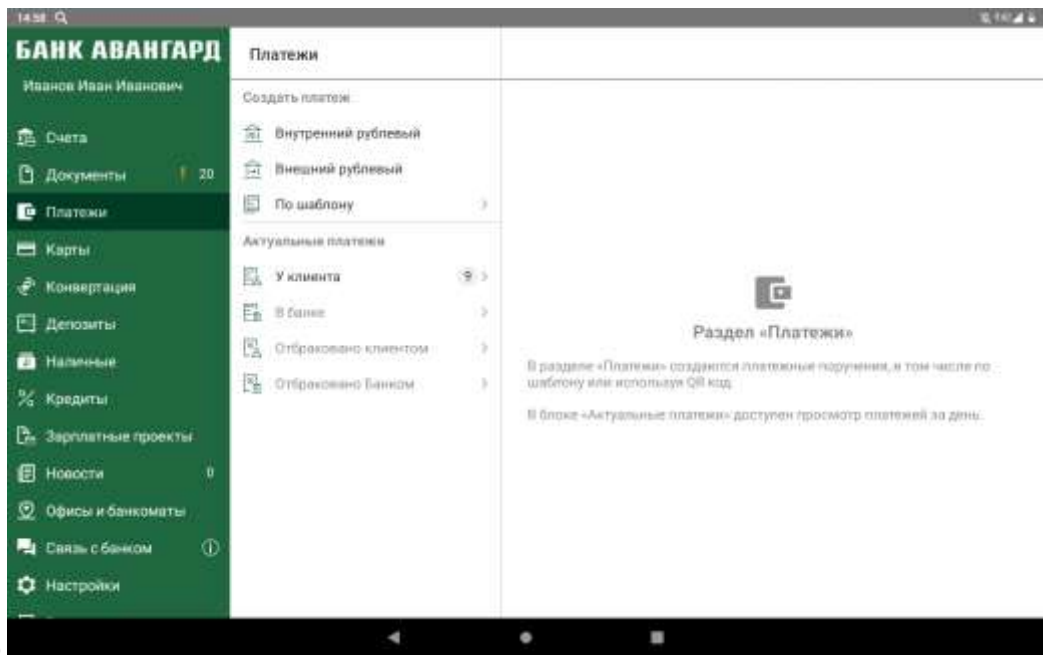 14:58
БАНК АВАНГАРД
Иванов Иван Иванович
Счета
Документы ! 20
Платежи
Карты
Конвертация
Депозиты
Наличные
Кредиты
Зарплатные проекты
Новости 0
Офисы и банкоматы
Связь с банком
Настройки
Платежи
Создать платеж
Внутренний рублевый
Внешний рублевый
По шаблону
Актуальные платежи
У клиента 9
В банке
Отбраковано клиентом
Отбраковано Банком
Раздел «Платежи»
В разделе «Платежи» создаются платежные поручения, в том числе по
шаблону или используя QR код.
В блоке «Актуальные платежи» доступен просмотр платежей за день.